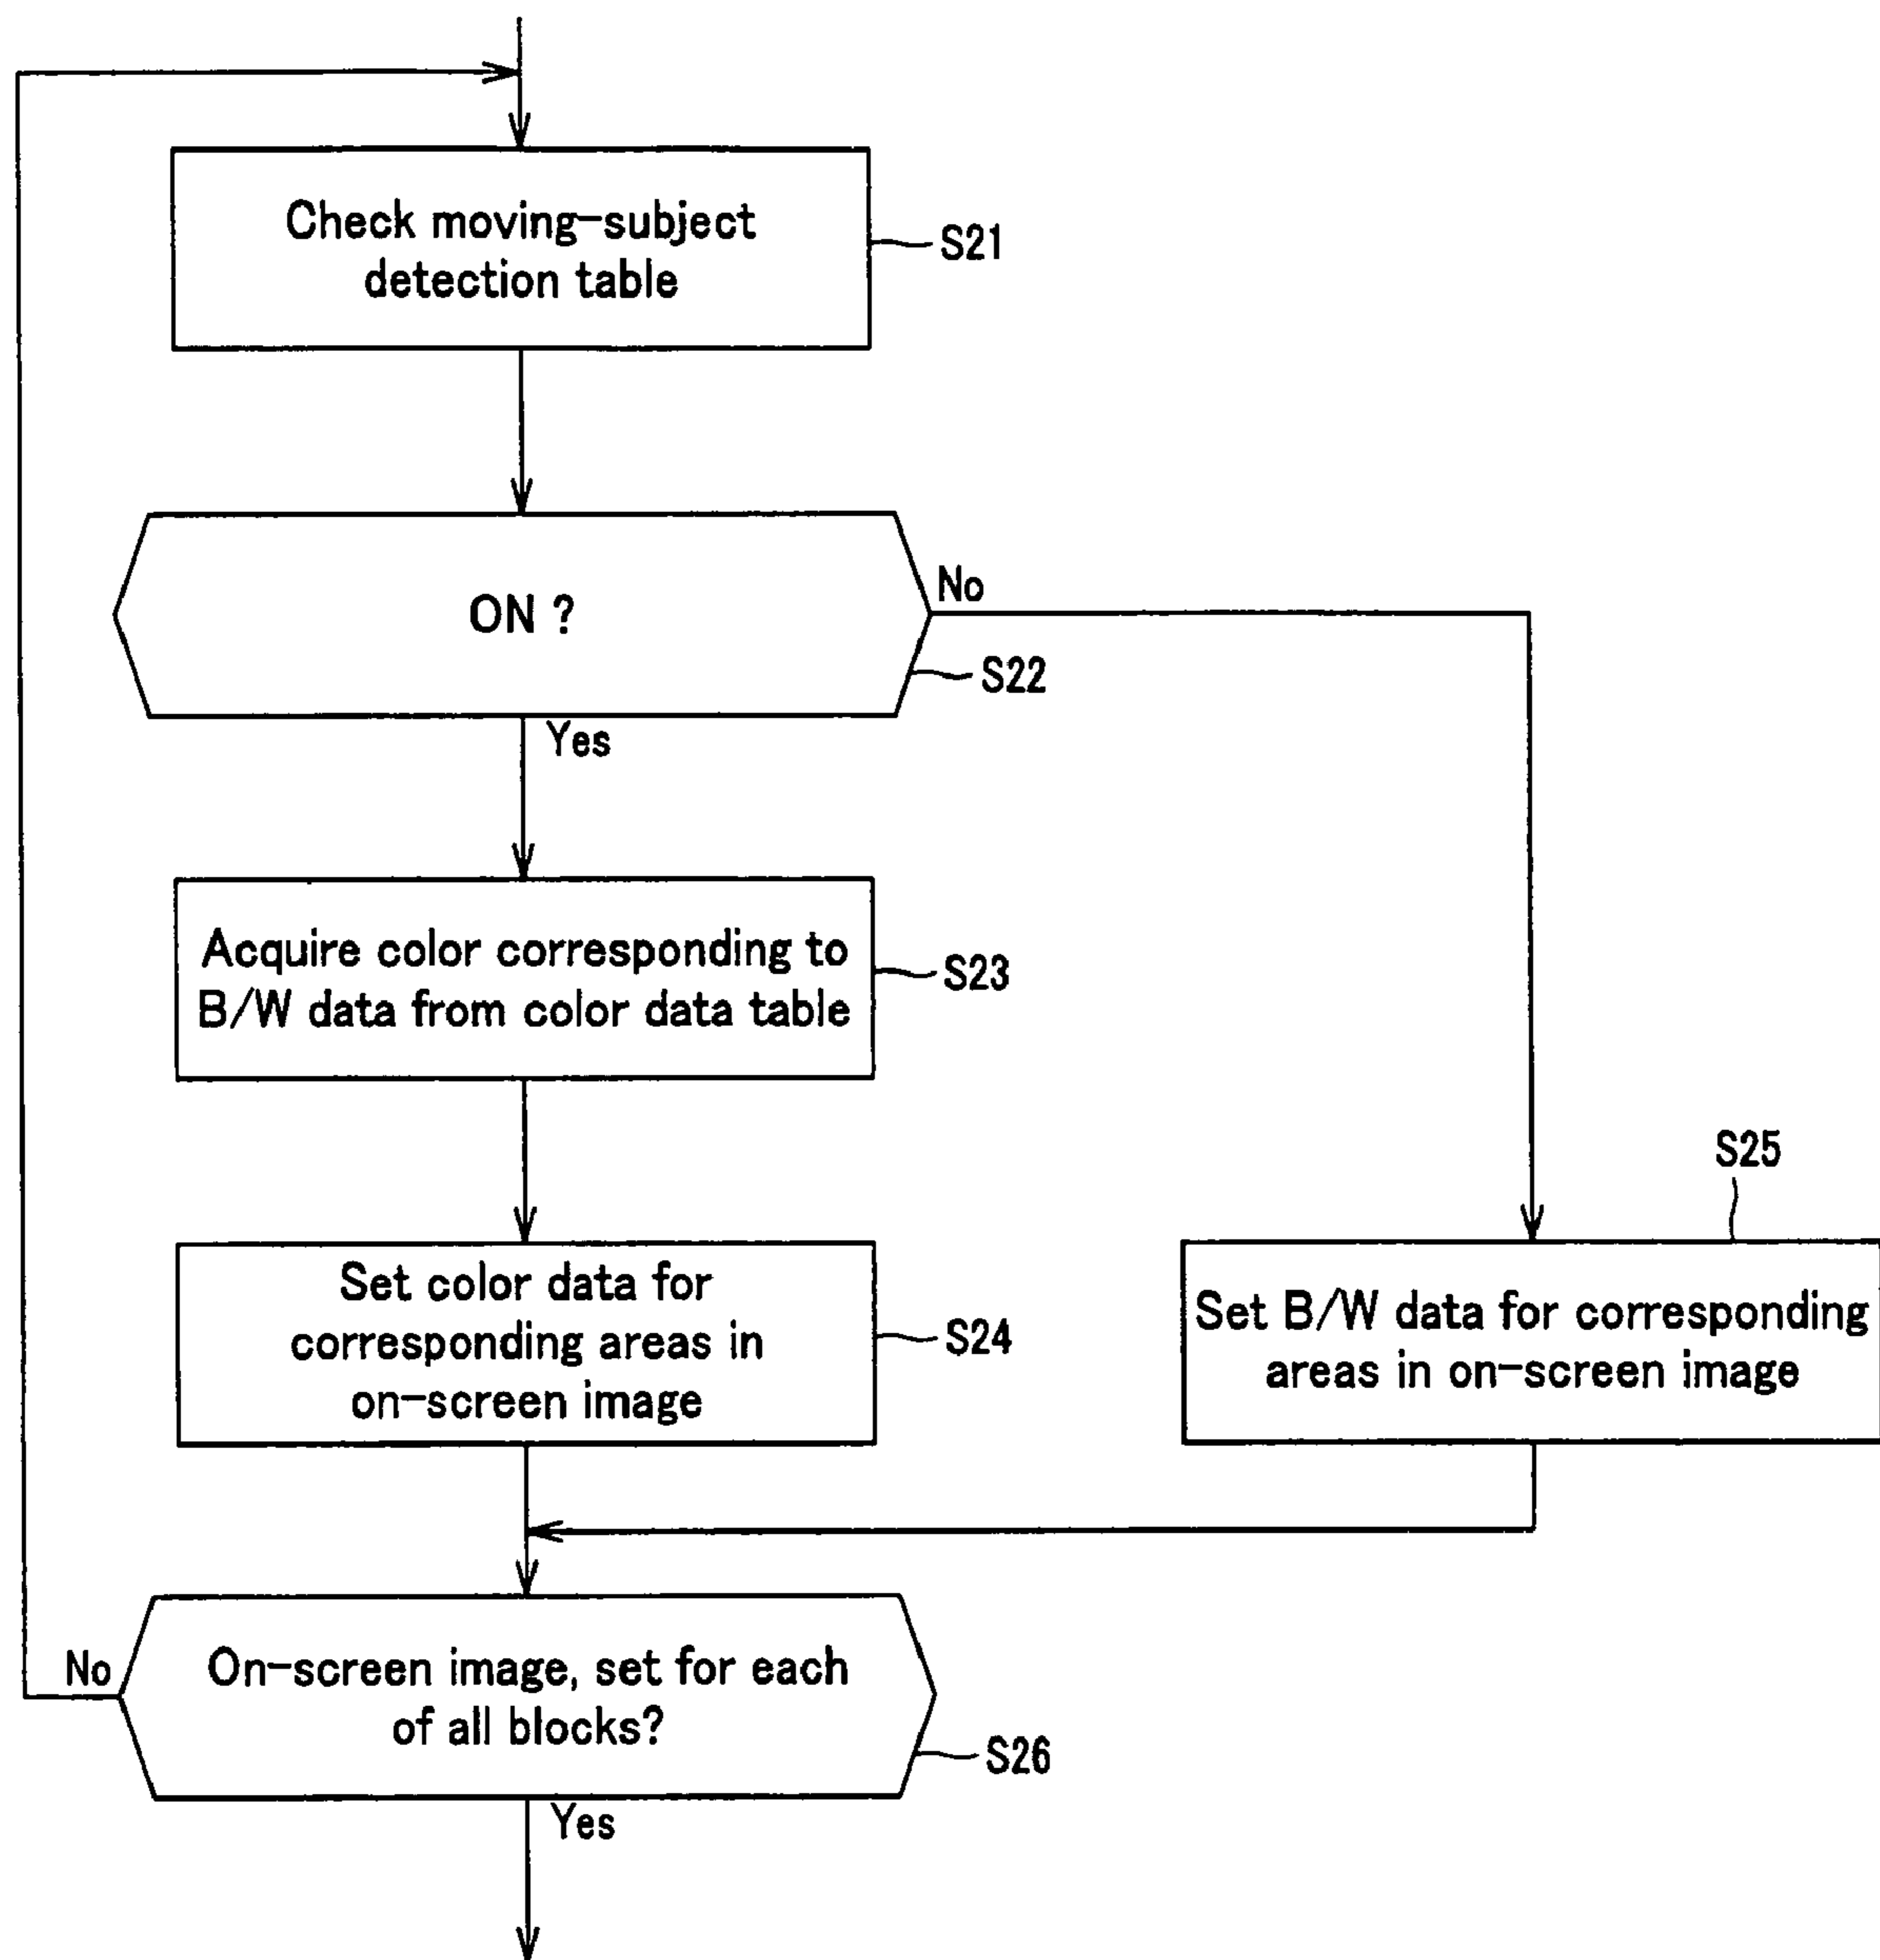 Check moving-subject
detection table
S21
ON ?
No
S22
Yes
Acquire color corresponding to
B/W data from color data table
S23
Set color data for
corresponding areas in
on-screen image
S24
S25
Set B/W data for corresponding
areas in on-screen image
No
On-screen image, set for each
of all blocks?
S26
Yes